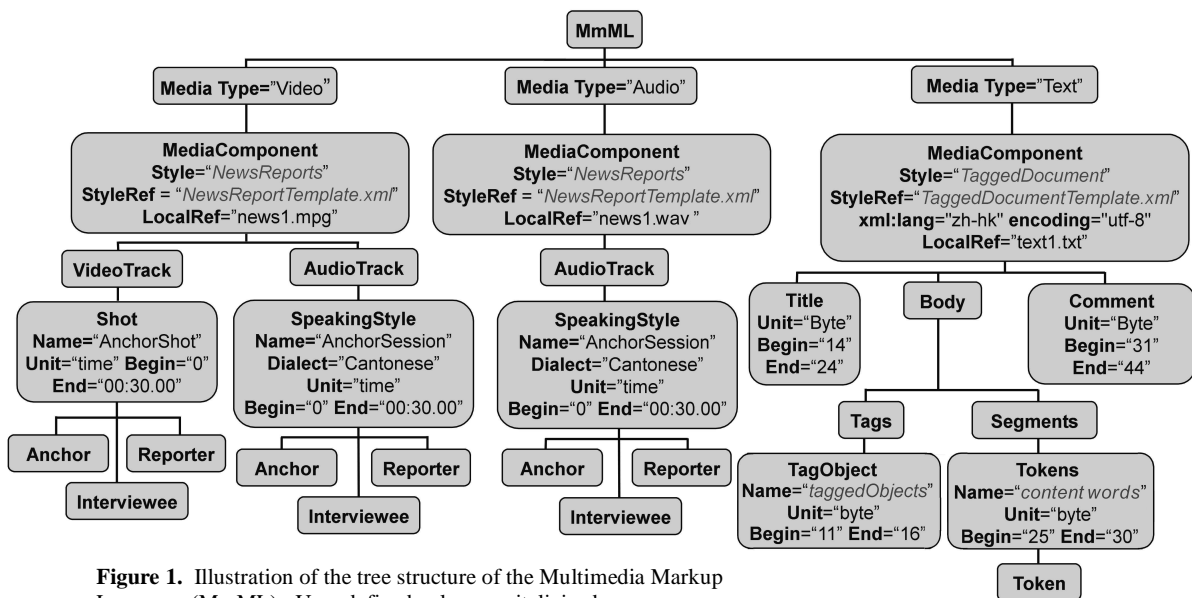 MmML
Media Type="Video"
Media Type="Audio"
Media Type="Text"
MediaComponent
Style="NewsReports"
StyleRef = "NewsReportTemplate.xml"
LocalRef="news1.mpg"
MediaComponent
Style="NewsReports"
StyleRef = "NewsReportTemplate.xml"
LocalRef="news1.wav "
MediaComponent
Style="TaggedDocument"
StyleRef="TaggedDocumentTemplate.xml"
xml:lang="zh-hk" encoding="utf-8"
LocalRef="text1.txt"
VideoTrack
AudioTrack
AudioTrack
Shot
Name="AnchorShot"
Unit="time" Begin="0"
End="00:30.00"
SpeakingStyle
Name="AnchorSession"
Dialect="Cantonese"
Unit="time"
Begin="0" End="00:30.00"
SpeakingStyle
Name="AnchorSession"
Dialect="Cantonese"
Unit="time"
Begin="0" End="00:30.00"
Title
Unit="Byte"
Begin="14"
End="24"
Body
Comment
Unit="Byte"
Begin="31"
End="44"
Anchor
Reporter
Interviewee
Anchor
Reporter
Interviewee
Anchor
Reporter
Interviewee
Tags
Segments
TagObject
Name="taggedObjects"
Unit="byte"
Begin="11" End="16"
Tokens
Name="content words"
Unit="byte"
Begin="25" End="30"
Token
Figure 1. Illustration of the tree structure of the Multimedia Markup